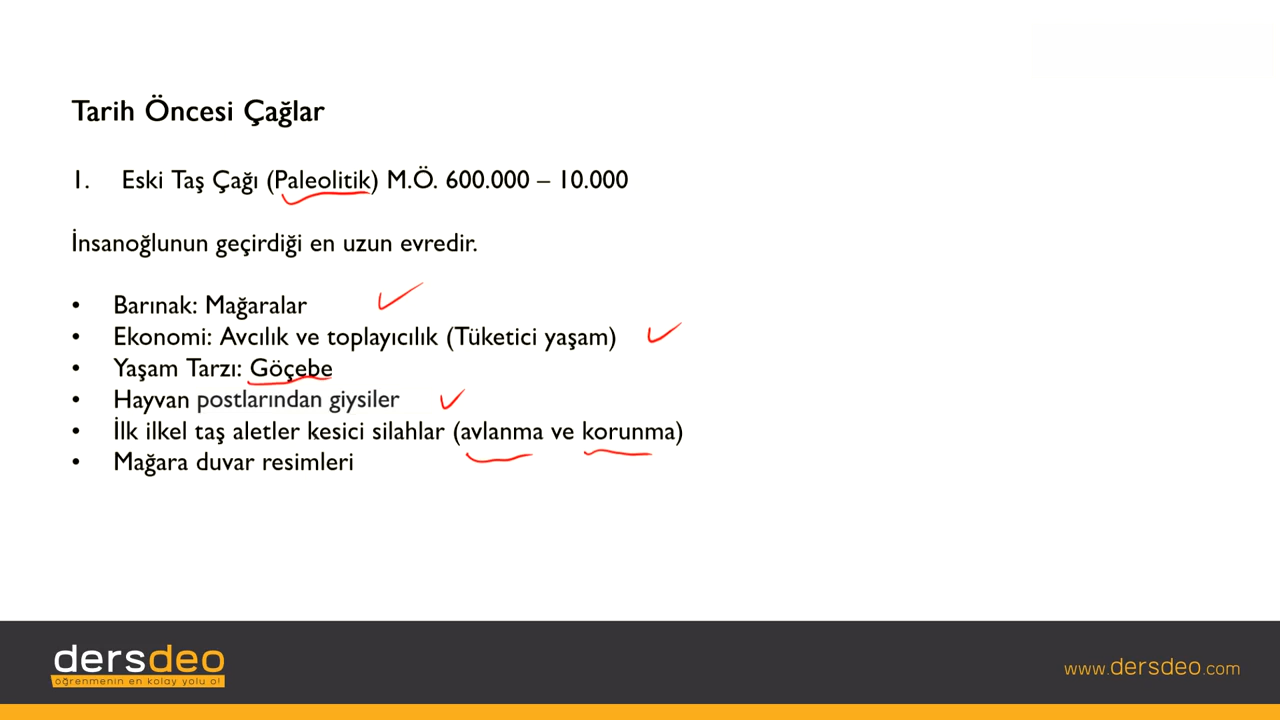 Tarih Öncesi Çağlar
1. Eski Taş Çağı (Paleolitik) M.Ö. 600.000 – 10.000
İnsanoğlunun geçirdiği en uzun evredir.
• Barınak: Mağaralar
• Ekonomi: Avcılık ve toplayıcılık (Tüketici yaşam)
• Yaşam Tarzı: Göçebe
• Hayvan postlarından giysiler
• İlk ilkel taş aletler kesici silahlar (avlanma ve korunma)
• Mağara duvar resimleri
dersdeo
öğrenmenin en kolay yolu o!
www.dersdeo.com